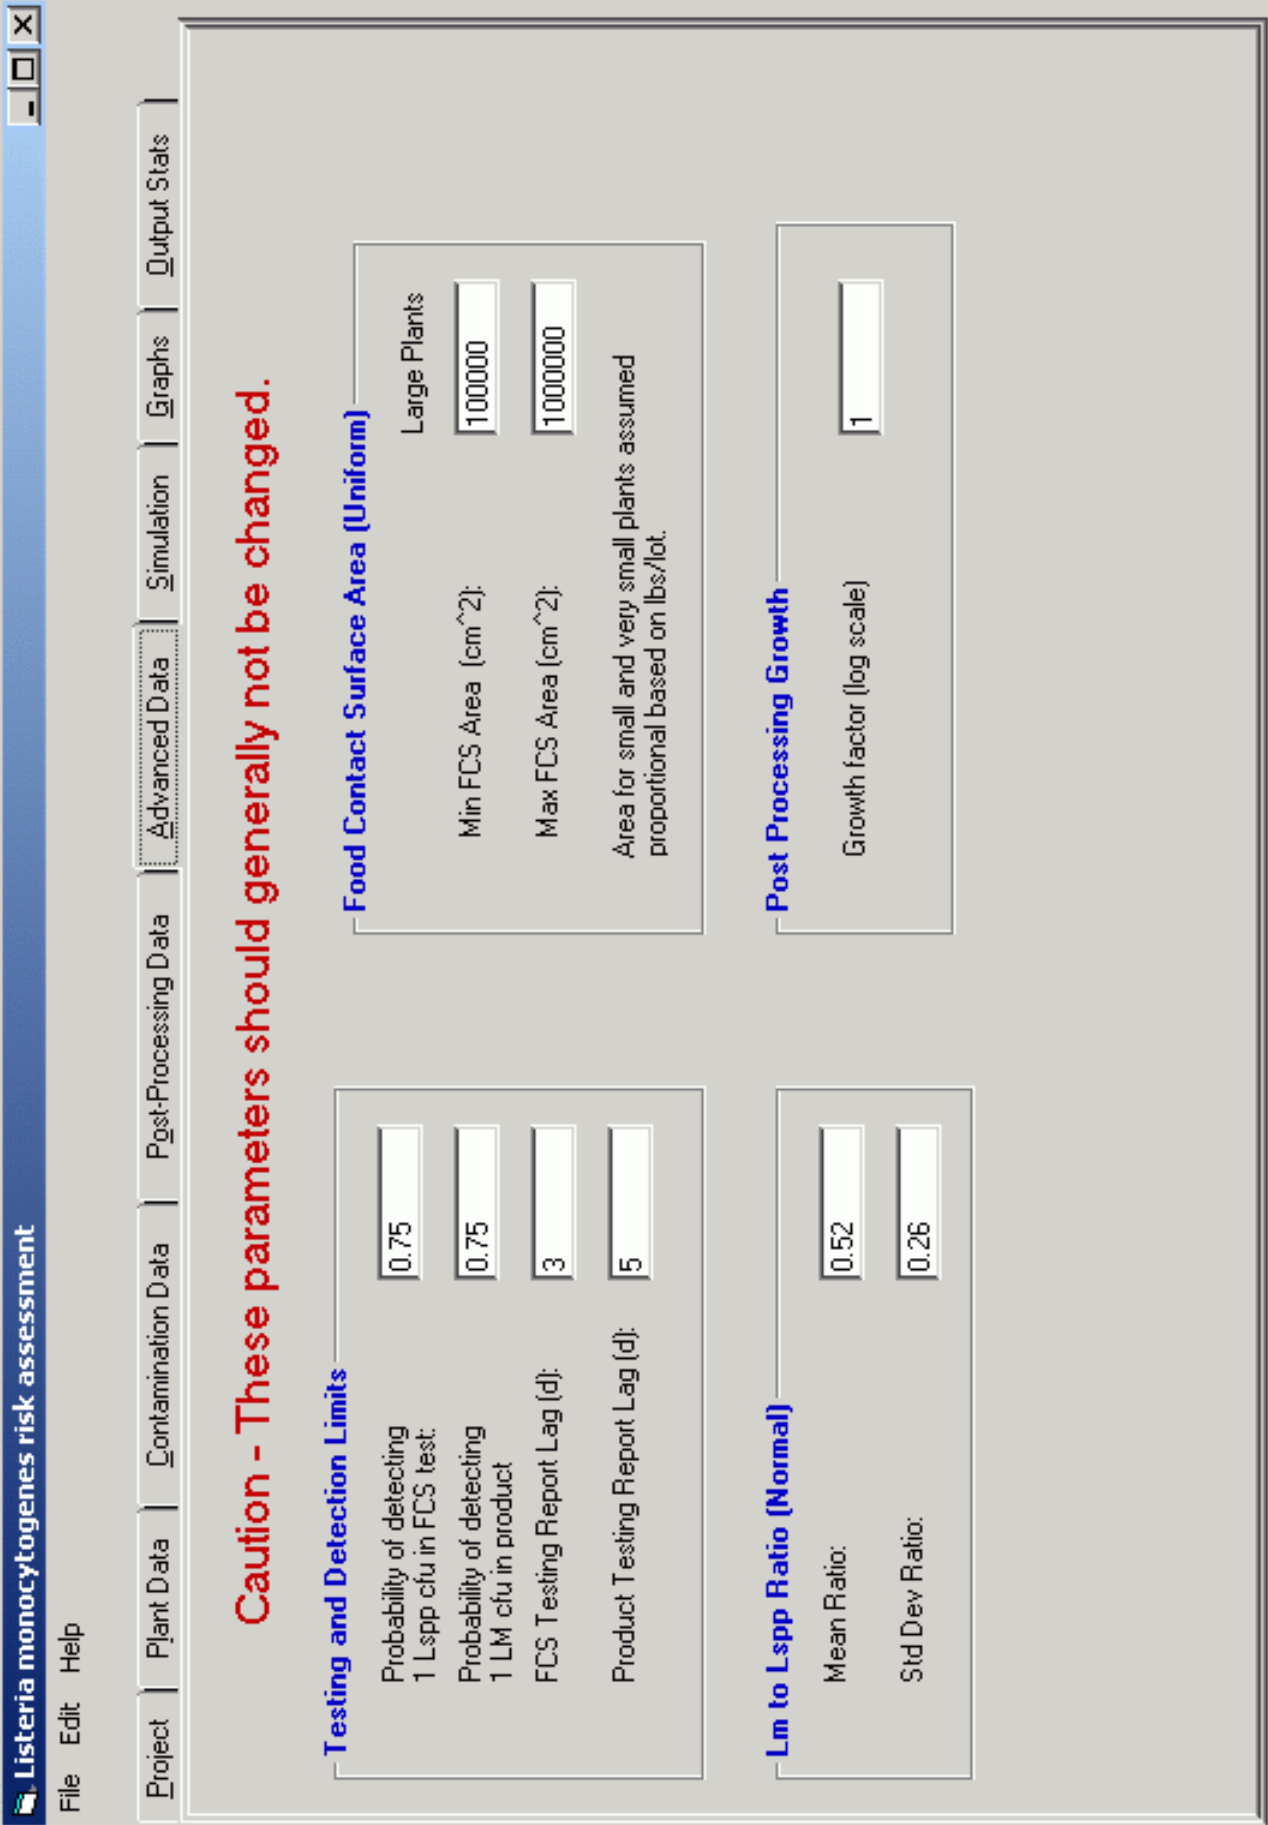 Listeria monocytogenes risk assessment
File Edit Help
Project Plant Data Contamination Data Post-Processing Data Advanced Data Simulation Graphs Output Stats
Caution - These parameters should generally not be changed.
Testing and Detection Limits
Probability of detecting
1 Lspp cfu in FCS test:
0.75
Probability of detecting
1 LM cfu in product
0.75
FCS Testing Report Lag (d):
3
Product Testing Report Lag (d):
5
Food Contact Surface Area (Uniform)
Large Plants
Min FCS Area (cm^2):
100000
Max FCS Area (cm^2):
1000000
Area for small and very small plants assumed
proportional based on lbs/lot.
Lm to Lspp Ratio (Normal)
Mean Ratio:
0.52
Std Dev Ratio:
0.26
Post Processing Growth
Growth factor (log scale)
1